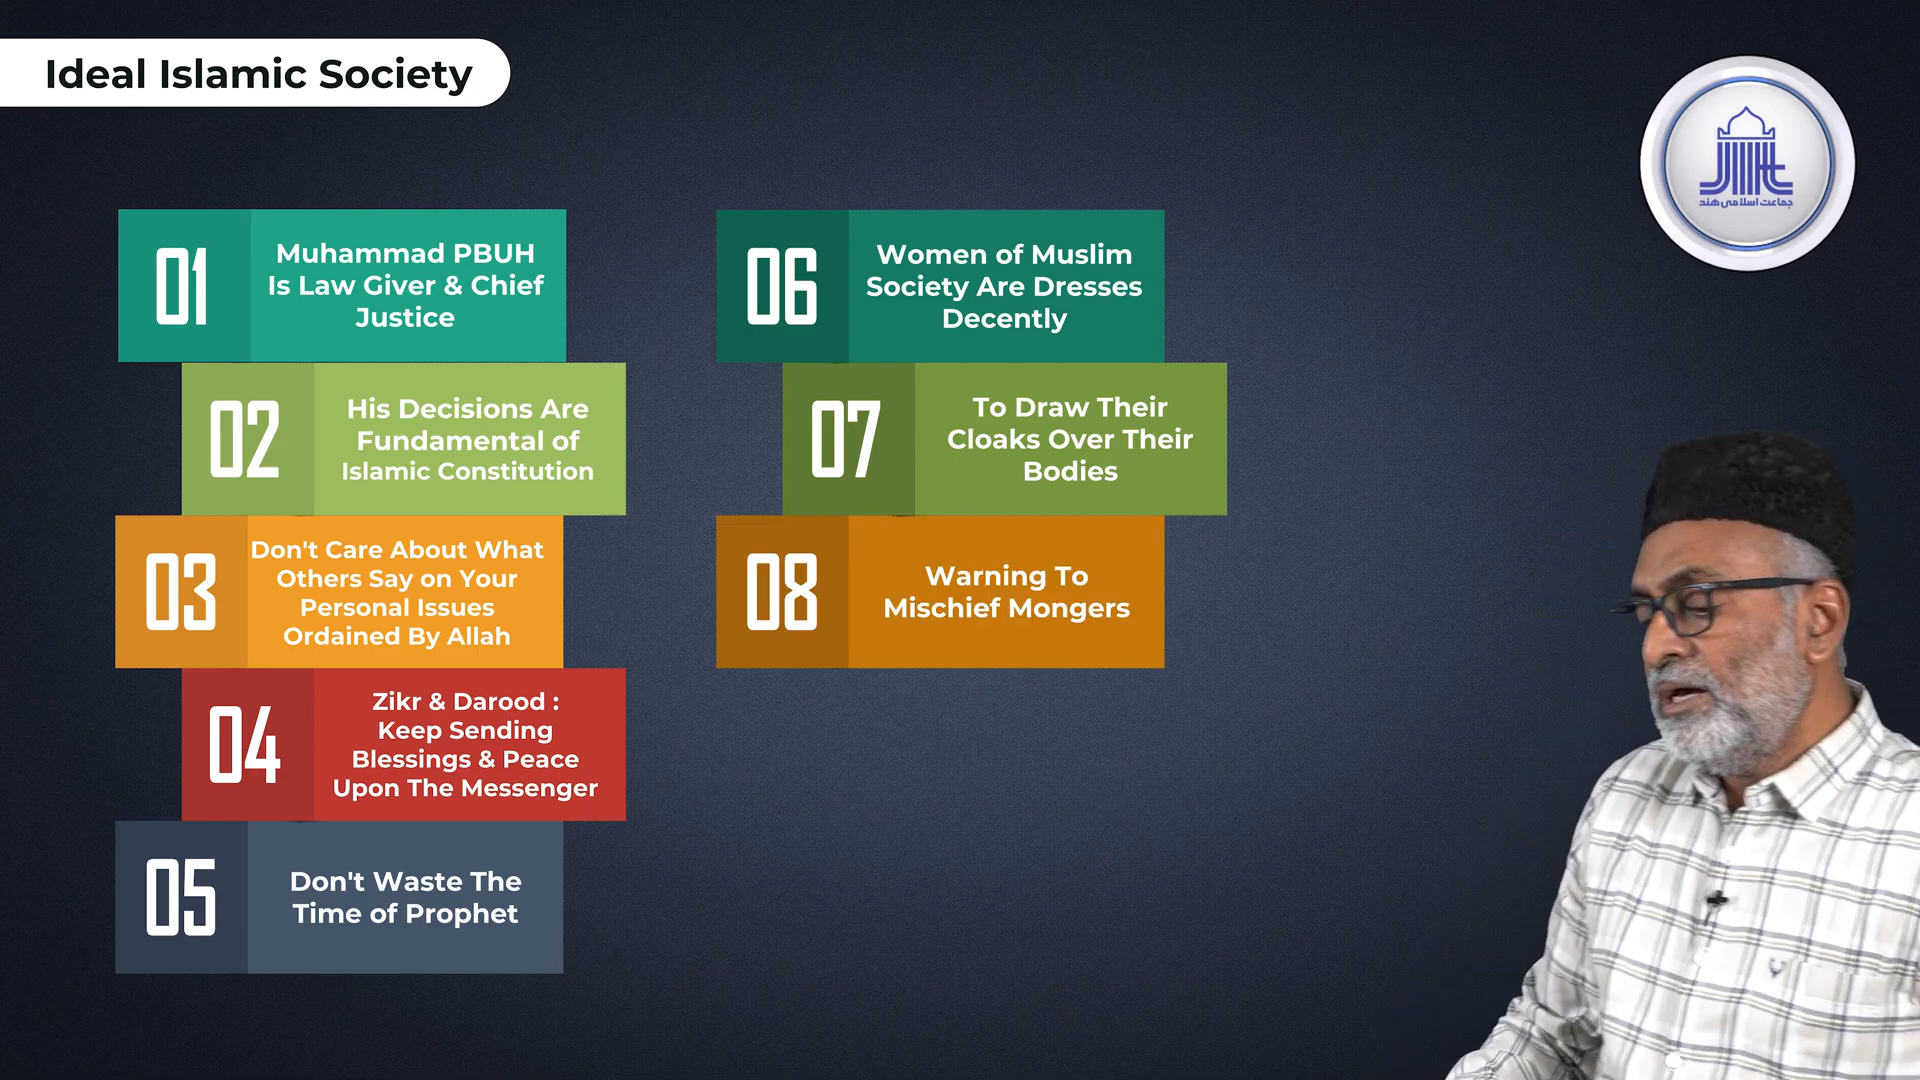 Ideal Islamic Society
جماعت اسلامی هند
01
Muhammad PBUH
Is Law Giver & Chief
Justice
02
His Decisions Are
Fundamental of
Islamic Constitution
03
Don't Care About What
Others Say on Your
Personal Issues
Ordained By Allah
04
Zikr & Darood :
Keep Sending
Blessings & Peace
Upon The Messenger
05
Don't Waste The
Time of Prophet
06
Women of Muslim
Society Are Dresses
Decently
07
To Draw Their
Cloaks Over Their
Bodies
08
Warning To
Mischief Mongers